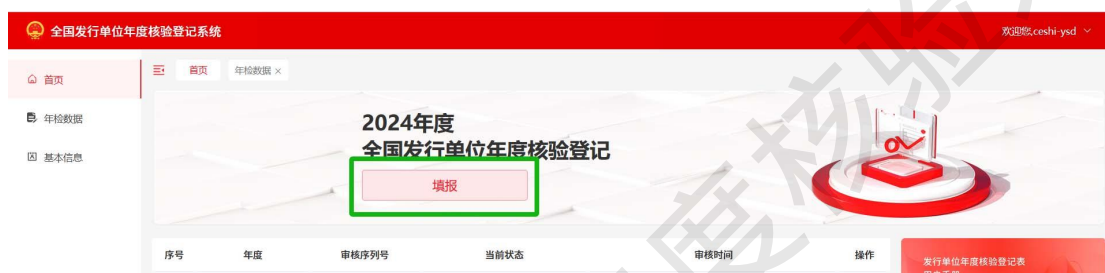 全国发行单位年度核验登记系统
欢迎您,ceshi-ysd
首页
首页
年检数据 ×
年检数据
基本信息
2024年度
全国发行单位年度核验登记
填报
序号 年度 审核序列号 当前状态 审核时间 操作
发行单位年度核验登记表